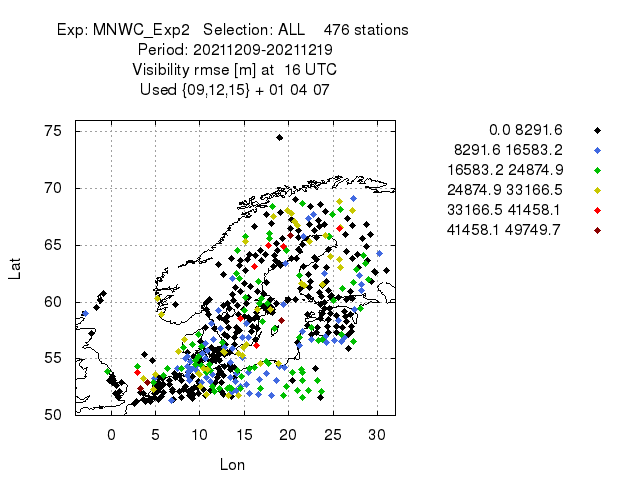 Exp: MNWC_Exp2   Selection: ALL    476 stations
Period: 20211209-20211219
Visibility rmse [m] at  16 UTC
Used {09,12,15} + 01 04 07
0.0 8291.6
8291.6 16583.2
16583.2 24874.9
24874.9 33166.5
33166.5 41458.1
41458.1 49749.7
75
70
65
60
55
50
Lat
0 5 10 15 20 25 30
Lon